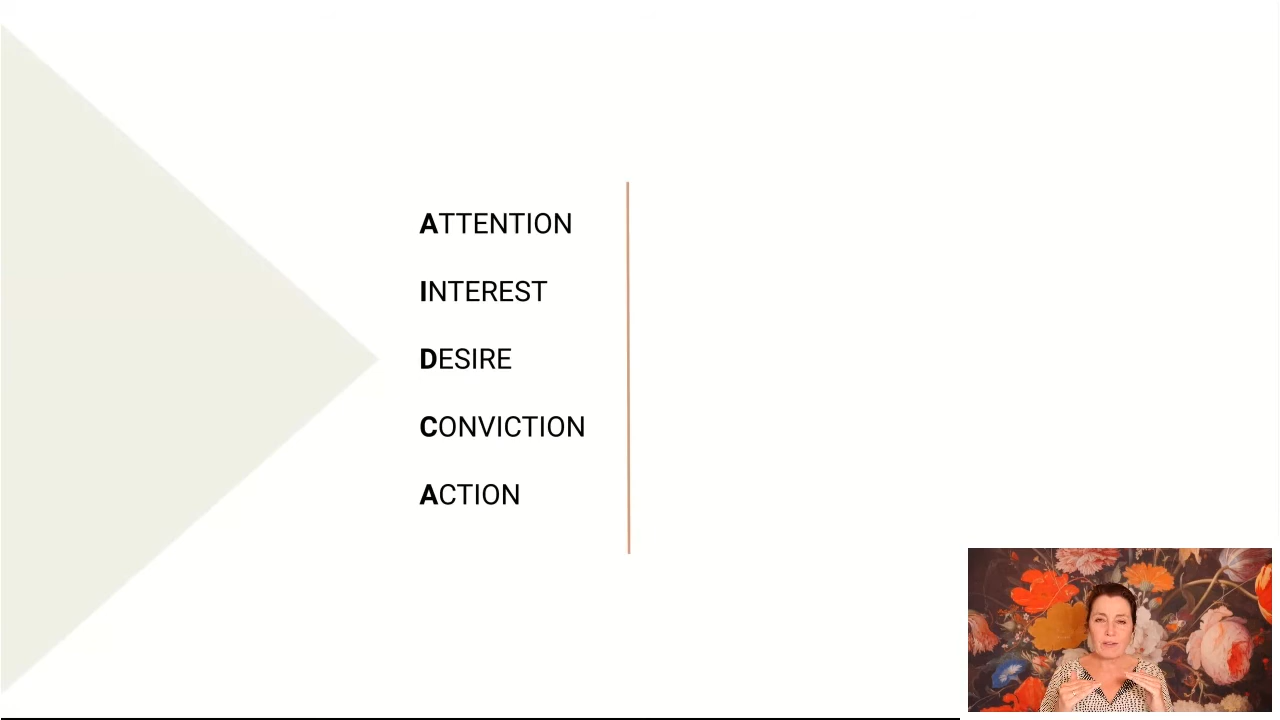 ATTENTION
INTEREST
DESIRE
CONVICTION
ACTION